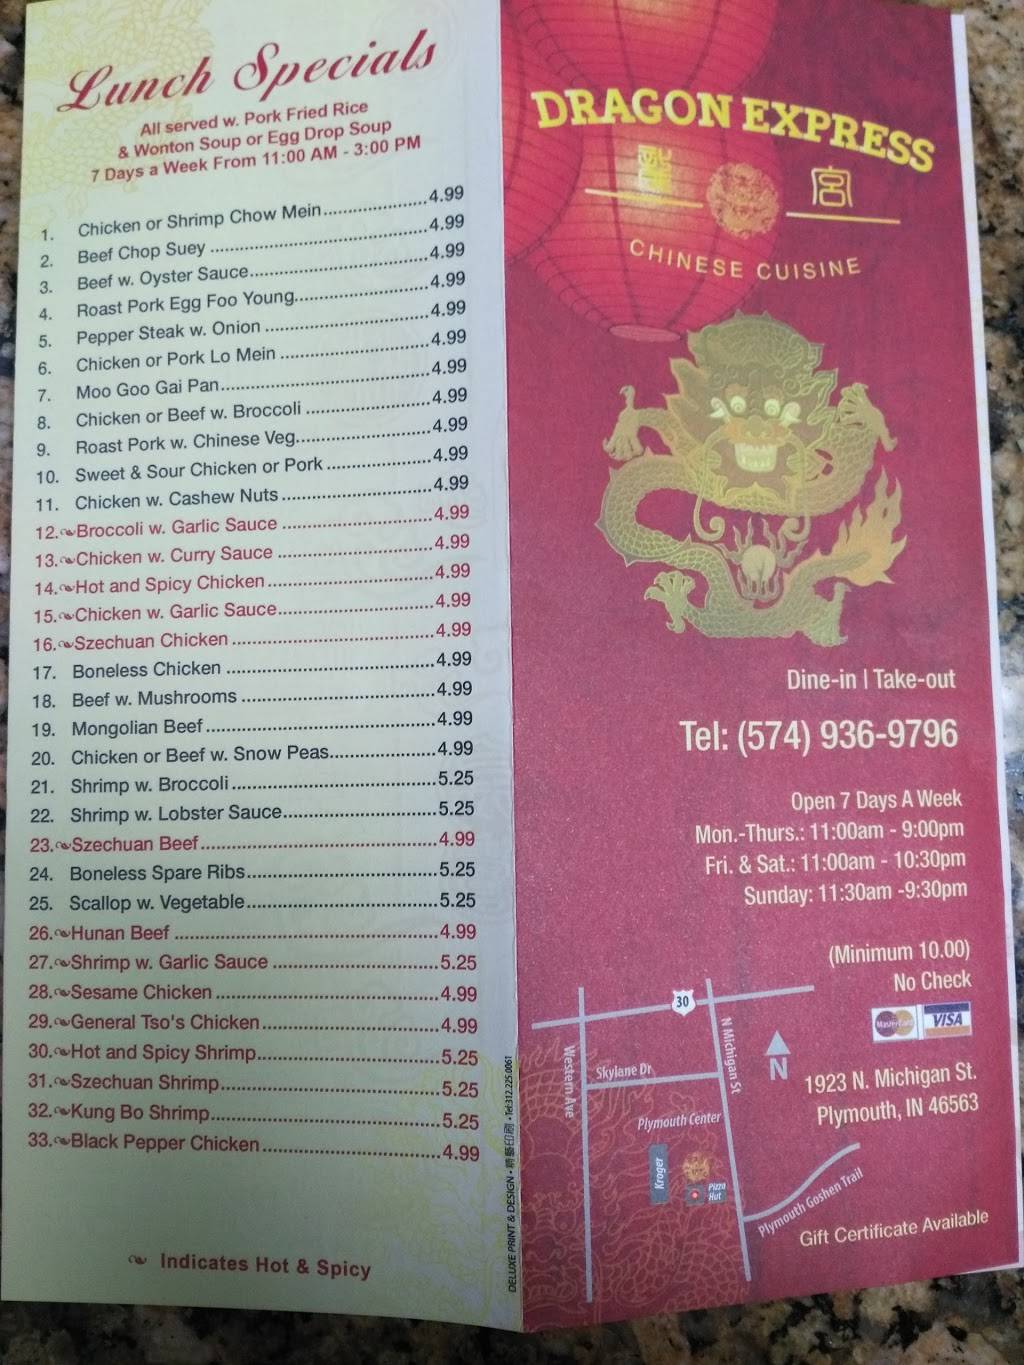 Lunch Specials
All served w. Pork Fried Rice
& Wonton Soup or Egg Drop Soup
7 Days a Week From 11:00 AM - 3:00 PM
1. Chicken or Shrimp Chow Mein 4.99
2. Beef Chop Suey 4.99
3. Beef w. Oyster Sauce 4.99
4. Roast Pork Egg Foo Young 4.99
5. Pepper Steak w. Onion 4.99
6. Chicken or Pork Lo Mein 4.99
7. Moo Goo Gai Pan 4.99
8. Chicken or Beef w. Broccoli 4.99
9. Roast Pork w. Chinese Veg. 4.99
10. Sweet & Sour Chicken or Pork 4.99
11. Chicken w. Cashew Nuts 4.99
12. Broccoli w. Garlic Sauce 4.99
13. Chicken w. Curry Sauce 4.99
14. Hot and Spicy Chicken 4.99
15. Chicken w. Garlic Sauce 4.99
16. Szechuan Chicken 4.99
17. Boneless Chicken 4.99
18. Beef w. Mushrooms 4.99
19. Mongolian Beef 4.99
20. Chicken or Beef w. Snow Peas 4.99
21. Shrimp w. Broccoli 5.25
22. Shrimp w. Lobster Sauce 5.25
23. Szechuan Beef 4.99
24. Boneless Spare Ribs 5.25
25. Scallop w. Vegetable 5.25
26. Hunan Beef 4.99
27. Shrimp w. Garlic Sauce 5.25
28. Sesame Chicken 4.99
29. General Tso's Chicken 4.99
30. Hot and Spicy Shrimp 5.25
31. Szechuan Shrimp 5.25
32. Kung Bo Shrimp 5.25
33. Black Pepper Chicken 4.99
Indicates Hot & Spicy
DELUXE PRINT & DESIGN • 精藝印刷 • Tel:312.225.0061
DRAGON EXPRESS
龍 宮
CHINESE CUISINE
Dine-in | Take-out
Tel: (574) 936-9796
Open 7 Days A Week
Mon.-Thurs.: 11:00am - 9:00pm
Fri. & Sat.: 11:00am - 10:30pm
Sunday: 11:30am -9:30pm
(Minimum 10.00)
No Check
MasterCard VISA
1923 N. Michigan St.
Plymouth, IN 46563
30
Western Ave
Skylane Dr
N Michigan St
N
Plymouth Center
Kroger
Pizza
Hut
Plymouth Goshen Trail
Gift Certificate Available